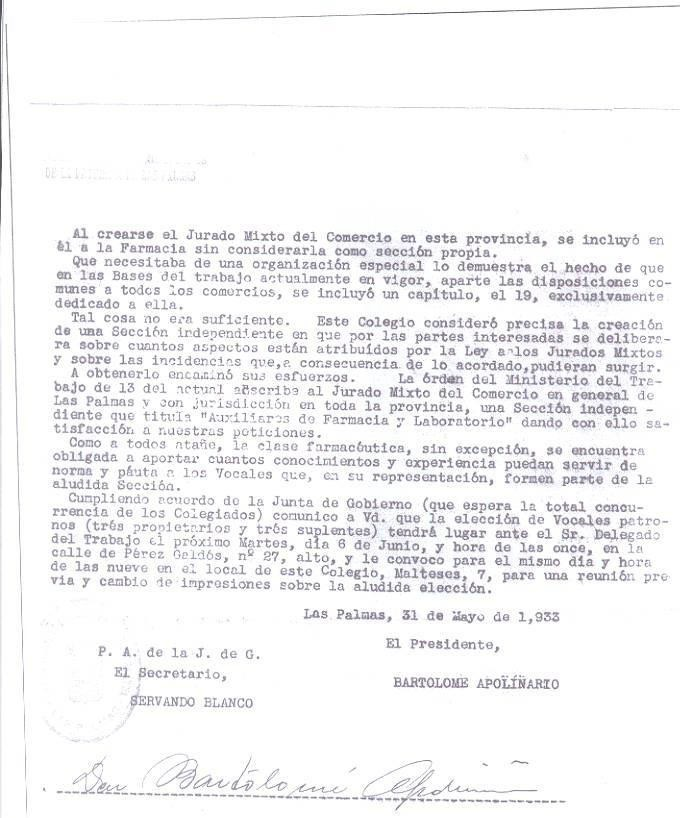 DE LA
LAS PALMAS
Al crearse el Jurado Mixto del Comercio en esta provincia, se incluyó en
él a la Farmacia sin considerarla como sección propia.
Que necesitaba de una organización especial lo demuestra el hecho de que
en las Bases del trabajo actualmente en vigor, aparte las disposiciones co-
munes a todos los comercios, se incluyó un capítulo, el 19, exclusivamente
dedicado a ella.
Tal cosa no era suficiente. Este Colegio consideró precisa la creación
de una Sección independiente en que por las partes interesadas se delibera-
ra sobre cuantos aspectos están atribuídos por la Ley a los Jurados Mixtos
y sobre las incidencias que,a consecuencia de lo acordado,pudieran surgir.
A obtenerlo encaminó sus esfuerzos. La órden del Ministerio del Tra-
bajo de 13 del actual adscribe al Jurado Mixto del Comercio en general de
Las Palmas y con jurisdicción en toda la provincia, una Sección indepen -
diente que titula "Auxiliares de Farmacia y Laboratorio" dando con ello sa-
tisfacción a nuestras peticiones.
Como a todos atañe, la clase farmacéutica, sin excepción, se encuentra
obligada a aportar cuantos conocimientos y experiencia puedan servir de
norma y páuta a los Vocales que, en su representación, formen parte de la
aludida Sección.
Cumpliendo acuerdo de la Junta de Gobierno (que espera la total concu-
rrencia de los Colegiados) comunico a Vd. que la elección de Vocales patro-
nos (trés propietarios y trés suplentes) tendrá lugar ante el Sr. Delegado
del Trabajo el próximo Martes, día 6 de Junio, y hora de las once, en la
calle de Pérez Galdós, nº 27, alto, y le convoco para el mismo día y hora
de las nueve en el local de este Colegio, Malteses, 7, para una reunión pre-
via y cambio de impresiones sobre la aludida elección.
Las Palmas, 31 de Mayo de 1,933
El Presidente,
P. A. de la J. de G.
El Secretario,
BARTOLOME APOLINARIO
SERVANDO BLANCO
Don Bartolomé Apolinario